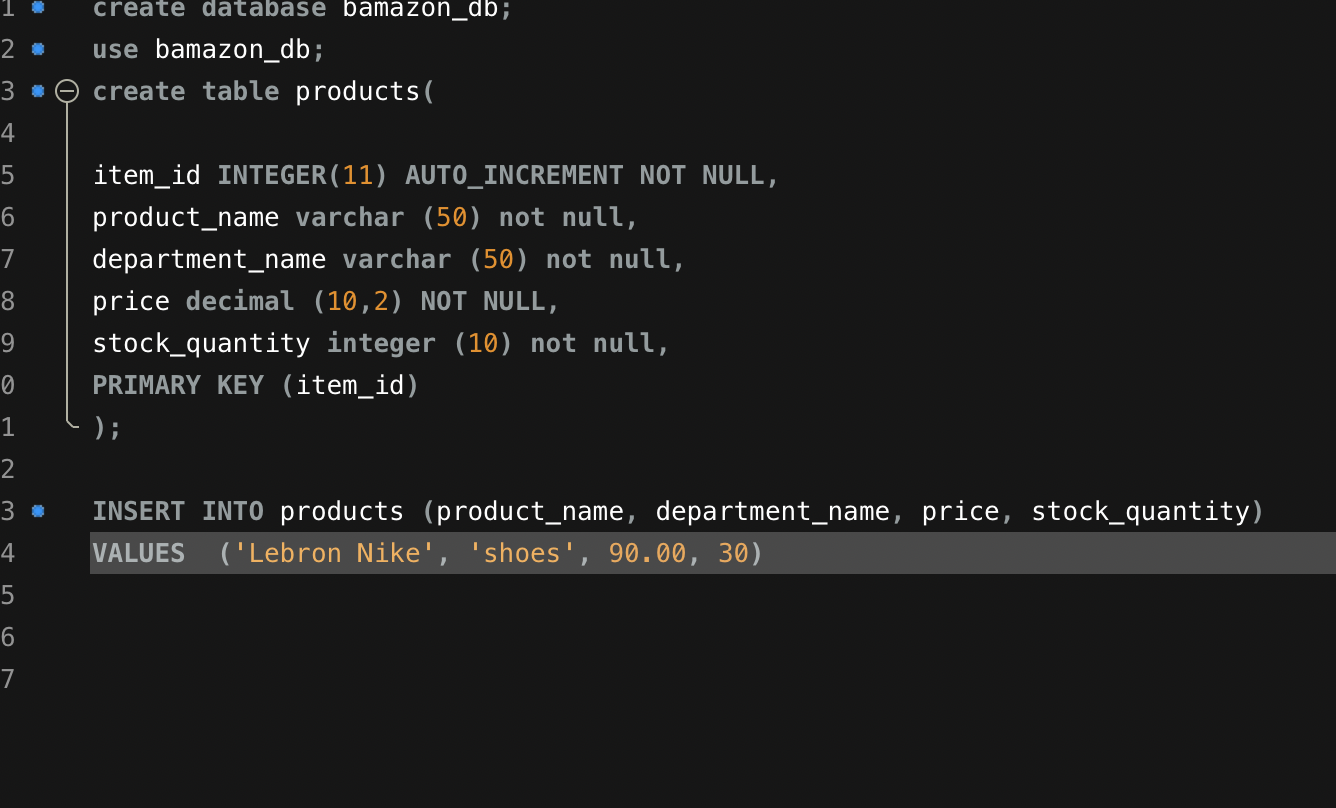 1 create database bamazon_db;
2 use bamazon_db;
3 create table products(
4
5 item_id INTEGER(11) AUTO_INCREMENT NOT NULL,
6 product_name varchar (50) not null,
7 department_name varchar (50) not null,
8 price decimal (10,2) NOT NULL,
9 stock_quantity integer (10) not null,
0 PRIMARY KEY (item_id)
1 );
2
3 INSERT INTO products (product_name, department_name, price, stock_quantity)
4 VALUES  ('Lebron Nike', 'shoes', 90.00, 30)
5
6
7